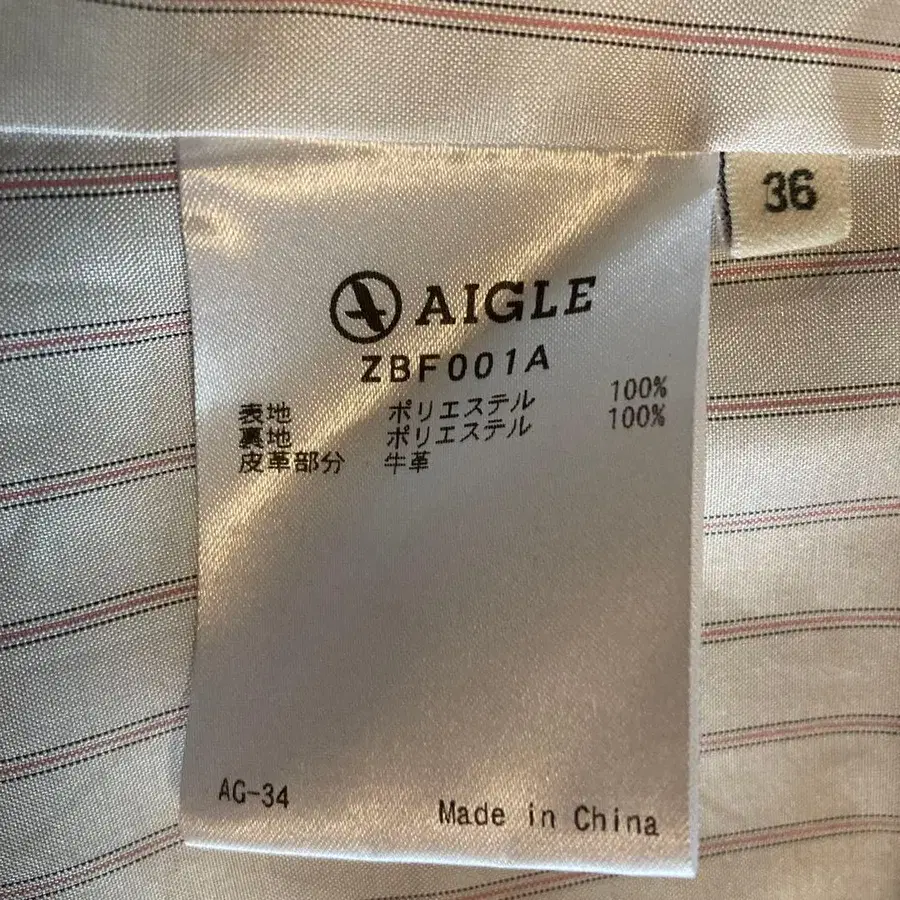 36
AIGLE
ZBF001A
表地 ポリエステル 100%
裏地 ポリエステル 100%
皮革部分 牛革
AG-34
Made in China